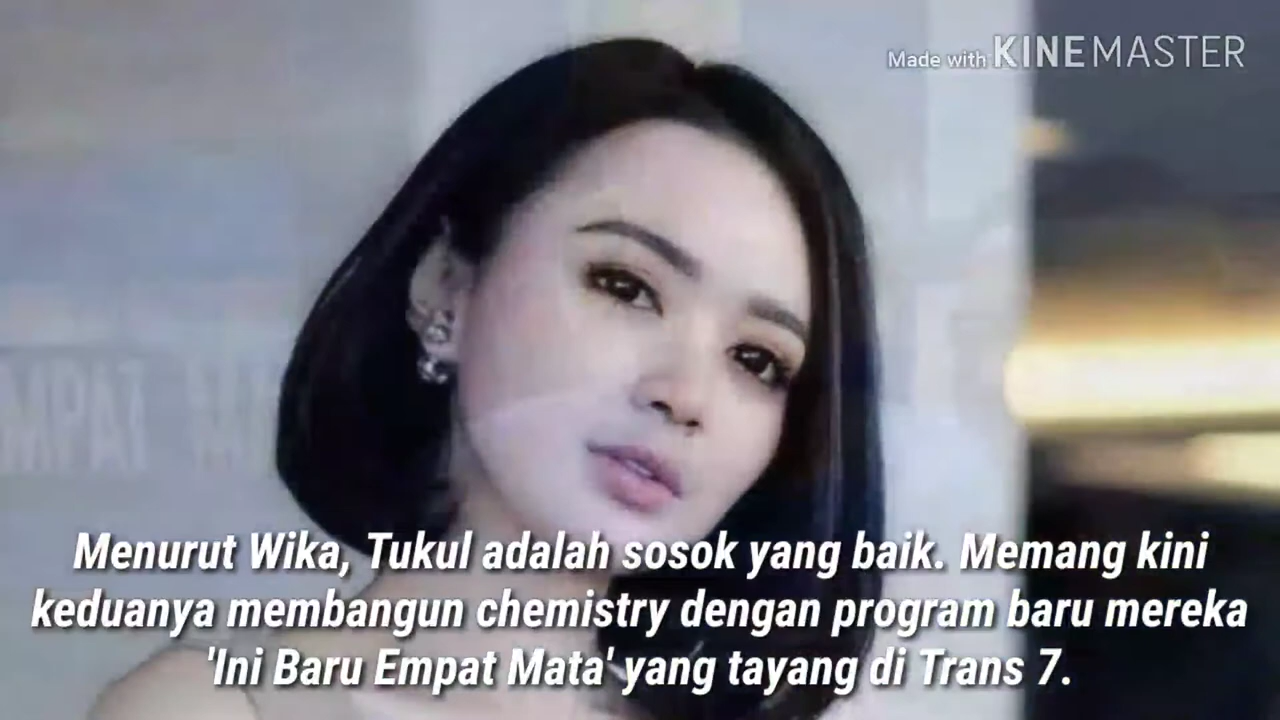 Made with KINEMASTER
MPAT
Menurut Wika, Tukul adalah sosok yang baik. Memang kini
keduanya membangun chemistry dengan program baru mereka
'Ini Baru Empat Mata' yang tayang di Trans 7.